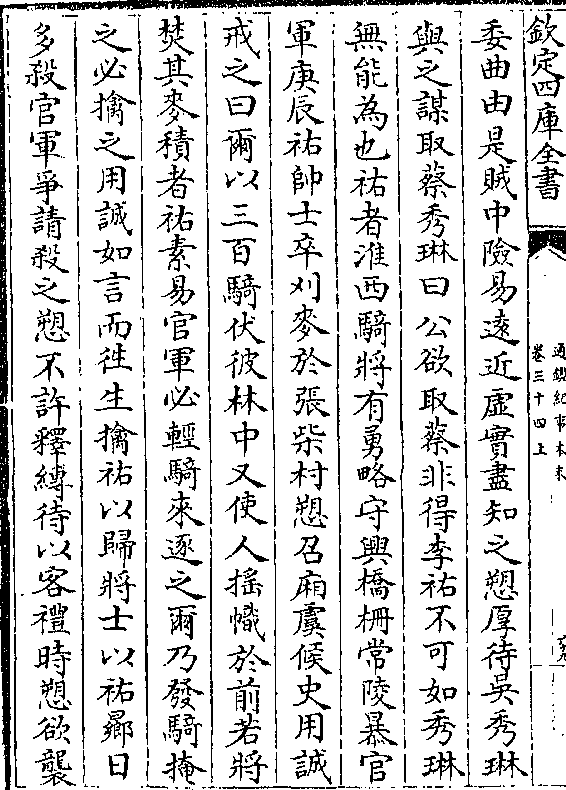 欽定四庫全書
通鑑紀事本末
卷三十四上
委曲由是賊中險易遠近虛實盡知之愬厚待吳秀琳
與之謀取蔡秀琳曰公欲取蔡非得李祐不可如秀琳
無能為也祐者淮西騎將有勇略守興橋柵常陵暴官
軍庚辰祐帥士卒刈麥於張柴村愬召廂虞候史用誠
戒之曰爾以三百騎伏彼林中又使人搖幟於前若將
焚其麥積者祐素易官軍必輕騎來逐之爾乃發騎掩
之必擒之用誠如言而徃生擒祐以歸將士以祐曏日
多殺官軍爭請殺之愬不許釋縛待以客禮時愬欲襲